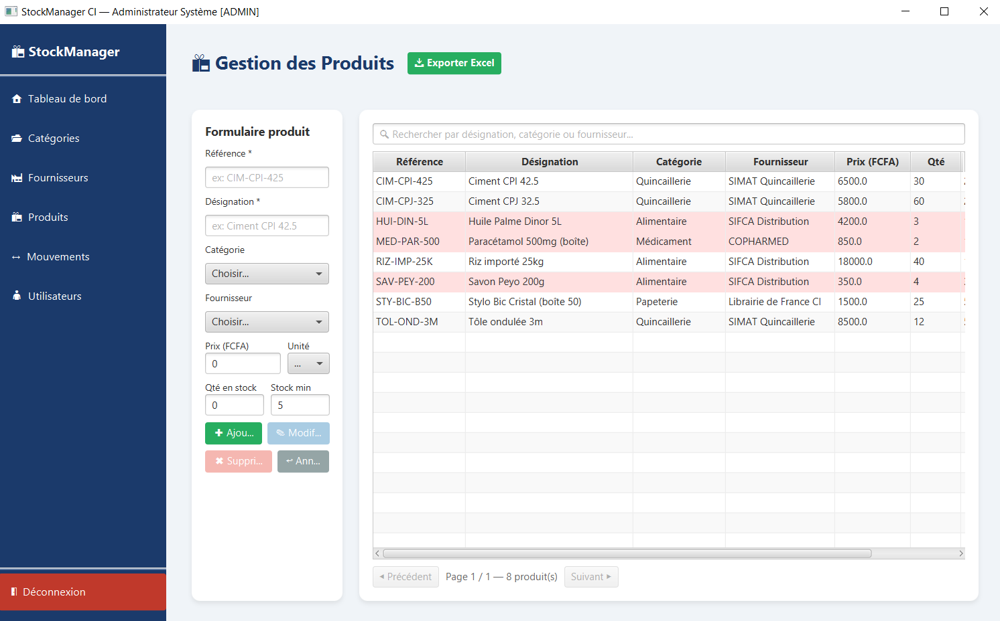 StockManager CI — Administrateur Système [ADMIN]
StockManager
Tableau de bord
Catégories
Fournisseurs
Produits
Mouvements
Utilisateurs
Déconnexion
Gestion des Produits
Exporter Excel
Formulaire produit
Référence *
ex: CIM-CPI-425
Désignation *
ex: Ciment CPI 42.5
Catégorie
Choisir...
Fournisseur
Choisir...
Prix (FCFA) Unité
0 ...
Qté en stock Stock min
0 5
Ajou... Modif...
Suppri... Ann...
Rechercher par désignation, catégorie ou fournisseur...
Référence Désignation Catégorie Fournisseur Prix (FCFA) Qté
CIM-CPI-425 Ciment CPI 42.5 Quincaillerie SIMAT Quincaillerie 6500.0 30
CIM-CPJ-325 Ciment CPJ 32.5 Quincaillerie SIMAT Quincaillerie 5800.0 60
HUI-DIN-5L Huile Palme Dinor 5L Alimentaire SIFCA Distribution 4200.0 3
MED-PAR-500 Paracétamol 500mg (boîte) Médicament COPHARMED 850.0 2
RIZ-IMP-25K Riz importé 25kg Alimentaire SIFCA Distribution 18000.0 40
SAV-PEY-200 Savon Peyo 200g Alimentaire SIFCA Distribution 350.0 4
STY-BIC-B50 Stylo Bic Cristal (boîte 50) Papeterie Librairie de France CI 1500.0 25
TOL-OND-3M Tôle ondulée 3m Quincaillerie SIMAT Quincaillerie 8500.0 12
Précédent Page 1 / 1 — 8 produit(s) Suivant